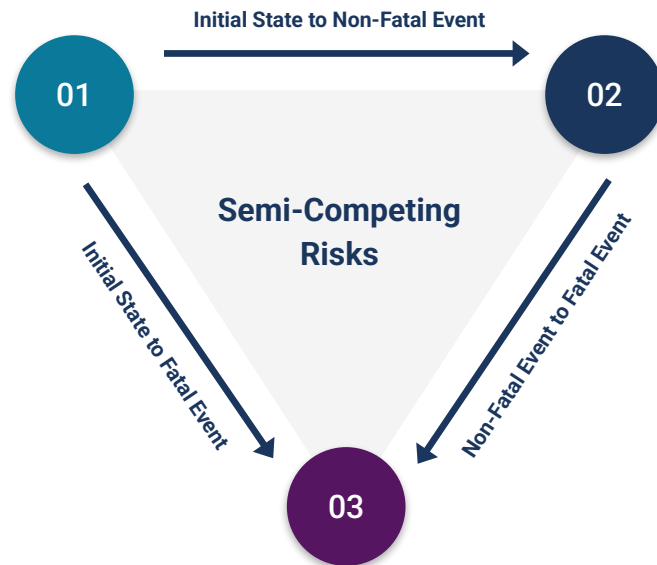 Initial State to Non-Fatal Event
01
02
Semi-Competing
Risks
Initial State to Fatal Event
Non-Fatal Event to Fatal Event
03